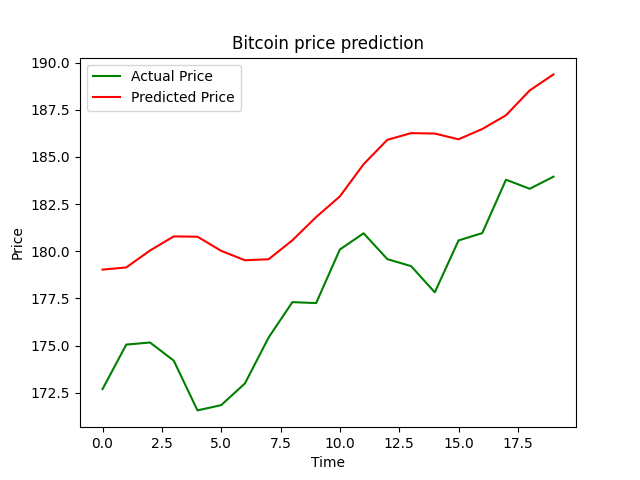 Bitcoin price prediction
Actual Price
Predicted Price
190.0
187.5
185.0
182.5
180.0
177.5
175.0
172.5
Price
0.0 2.5 5.0 7.5 10.0 12.5 15.0 17.5
Time